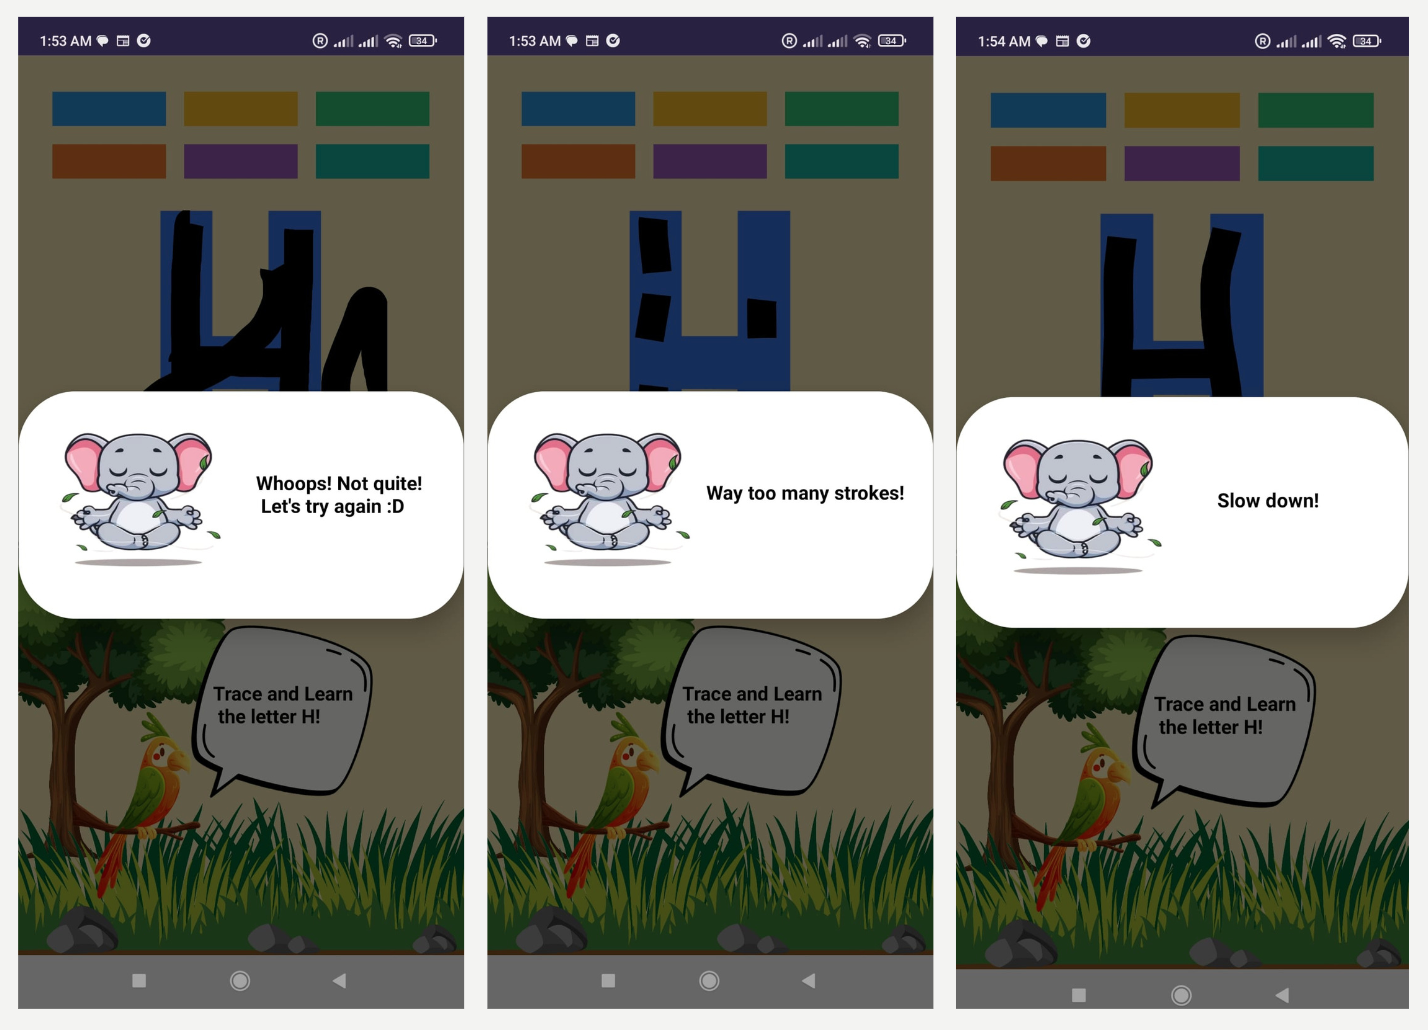 1:53 AM
R
34
Whoops! Not quite!
Let's try again :D
Trace and Learn
the letter H!
1:53 AM
R
34
Way too many strokes!
Trace and Learn
the letter H!
1:54 AM
R
34
Slow down!
Trace and Learn
the letter H!